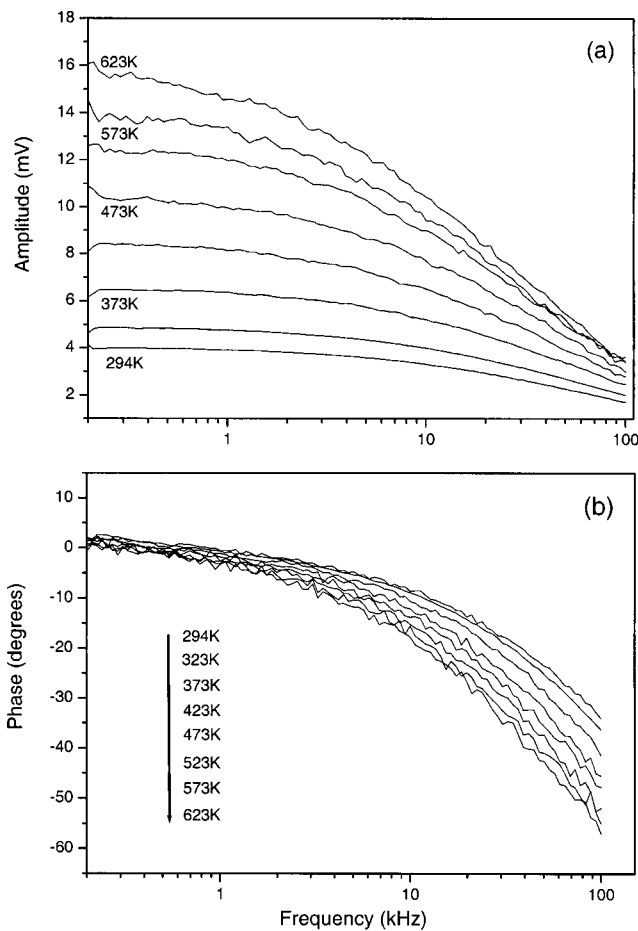 (a)
Amplitude (mV)
18
16
14
12
10
8
6
4
2
623K
573K
473K
373K
294K
1
10
100
(b)
Phase (degrees)
10
0
-10
-20
-30
-40
-50
-60
294K
323K
373K
423K
473K
523K
573K
623K
1
10
100
Frequency (kHz)